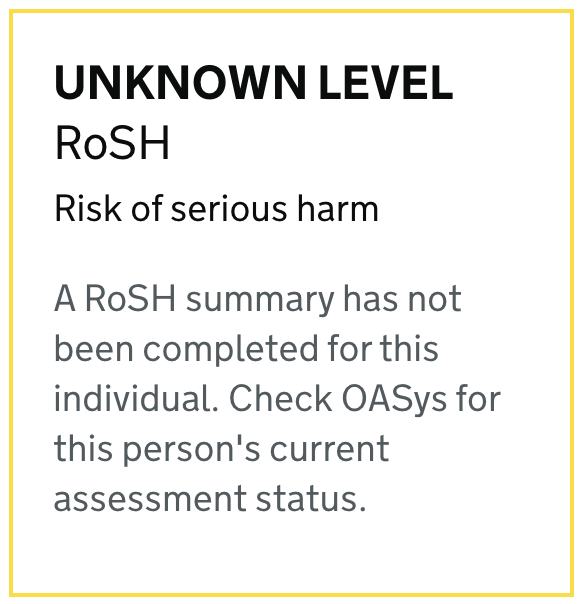 UNKNOWN LEVEL
RoSH
Risk of serious harm
A RoSH summary has not
been completed for this
individual. Check OASys for
this person's current
assessment status.